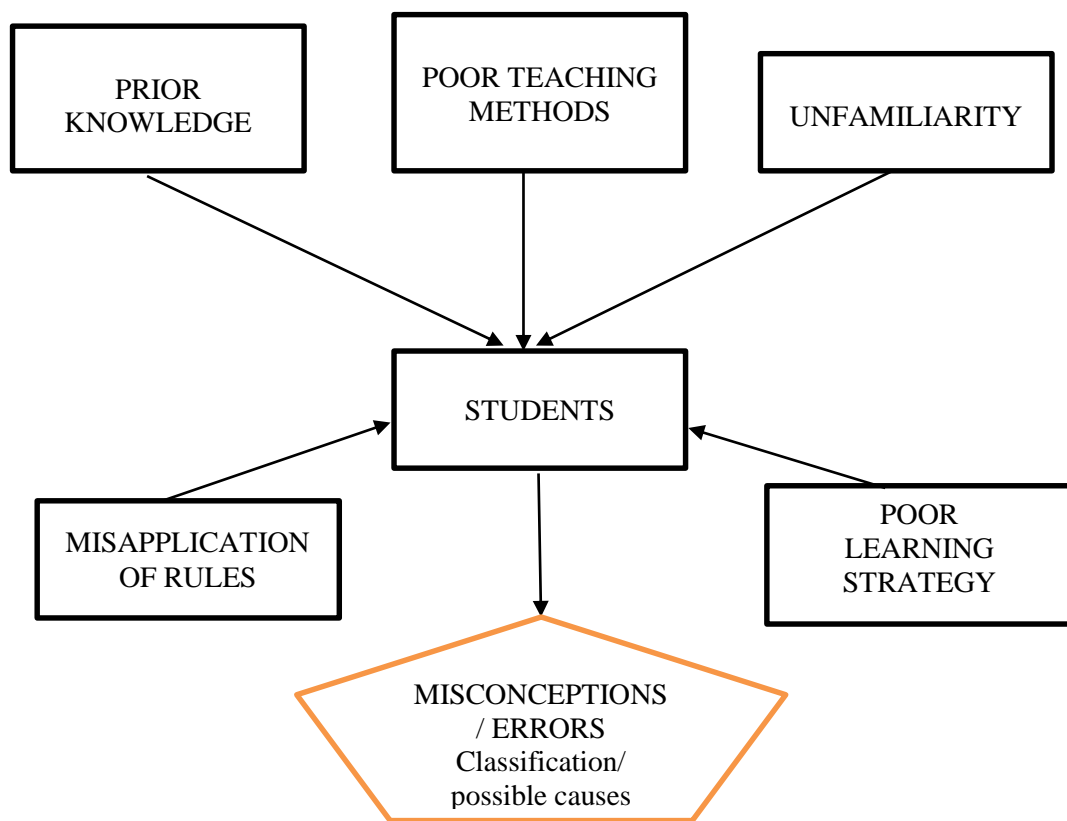 PRIOR
KNOWLEDGE
POOR TEACHING
METHODS
UNFAMILIARITY
STUDENTS
MISAPPLICATION
OF RULES
POOR
LEARNING
STRATEGY
MISCONCEPTIONS
/ ERRORS
Classification/
possible causes